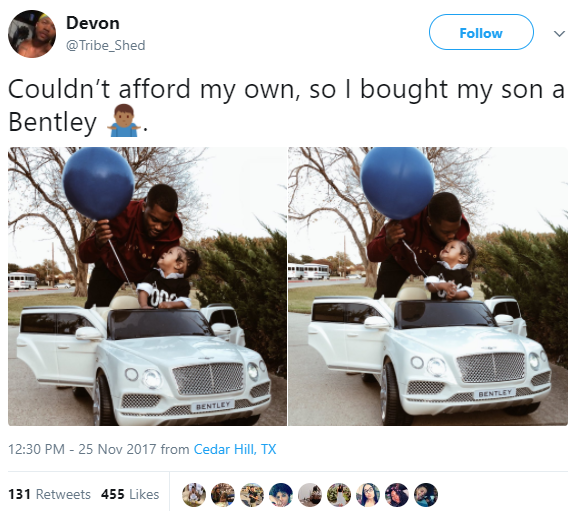 Devon
@Tribe_Shed
Follow
Couldn’t afford my own, so I bought my son a
Bentley 🤷🏾‍♂️.
BENTLEY
BENTLEY
12:30 PM - 25 Nov 2017 from Cedar Hill, TX
131 Retweets 455 Likes